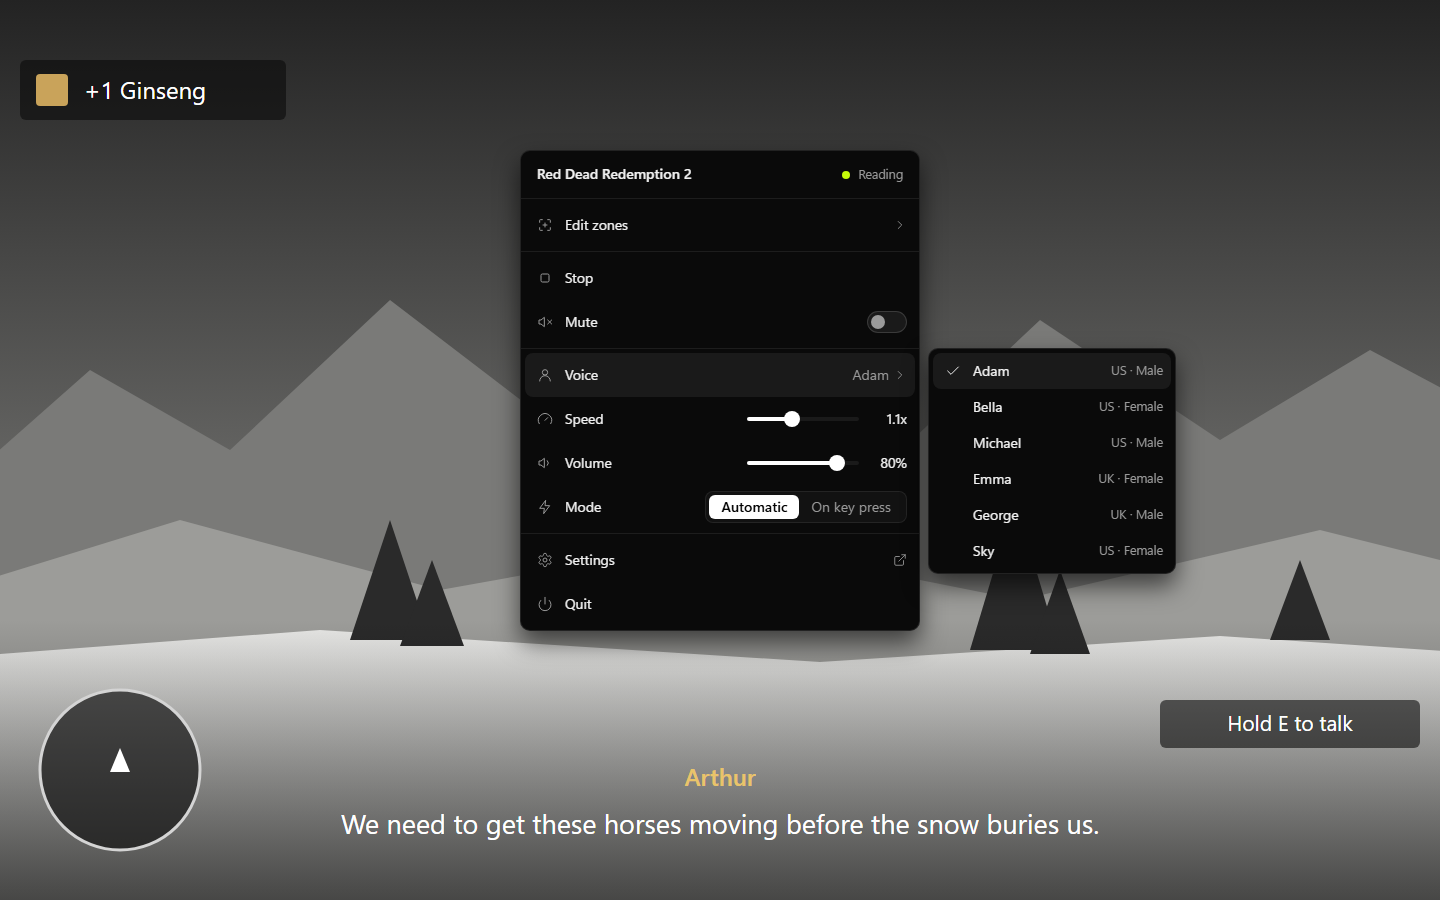 +1 Ginseng
Red Dead Redemption 2
Reading
Edit zones
Stop
Mute
Voice
Adam
Speed
1.1x
Volume
80%
Mode
Automatic
On key press
Settings
Quit
Adam
US · Male
Bella
US · Female
Michael
US · Male
Emma
UK · Female
George
UK · Male
Sky
US · Female
Hold E to talk
Arthur
We need to get these horses moving before the snow buries us.